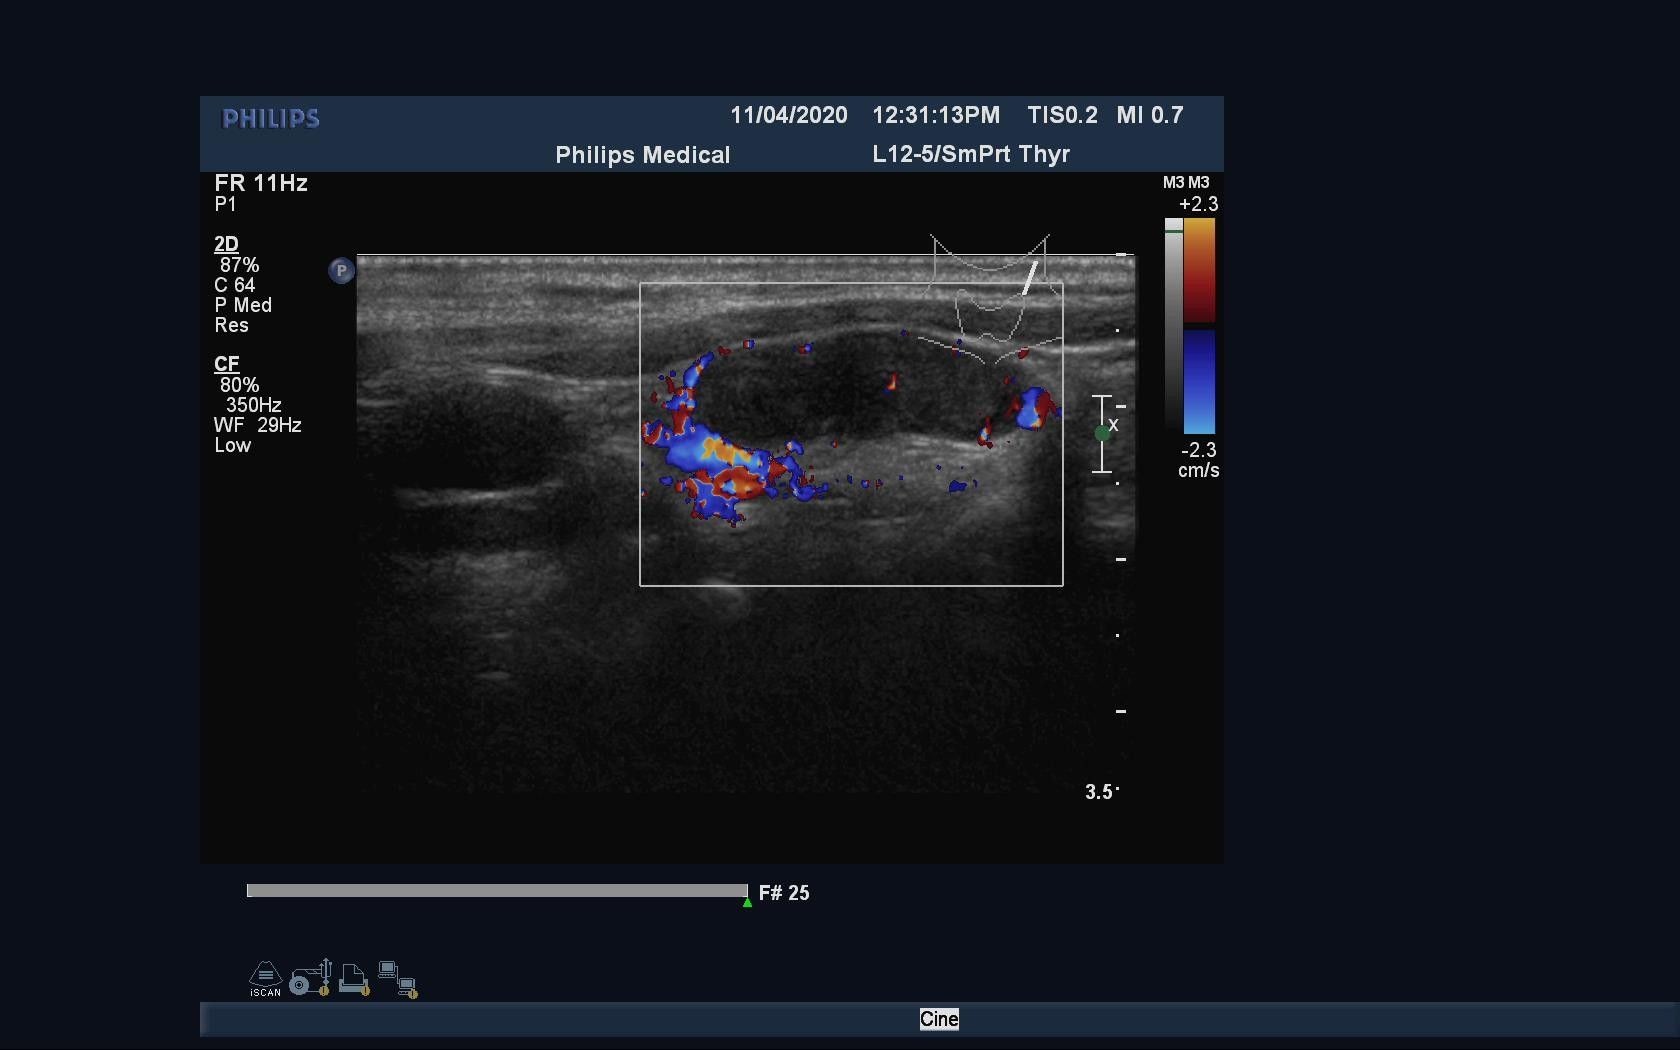 PHILIPS
11/04/2020 12:31:13PM TIS0.2 MI 0.7
Philips Medical L12-5/SmPrt Thyr
FR 11Hz
P1
2D
87%
C 64
P Med
Res
CF
80%
350Hz
WF 29Hz
Low
P
M3 M3
+2.3
-2.3
cm/s
X
3.5
F# 25
iSCAN
Cine